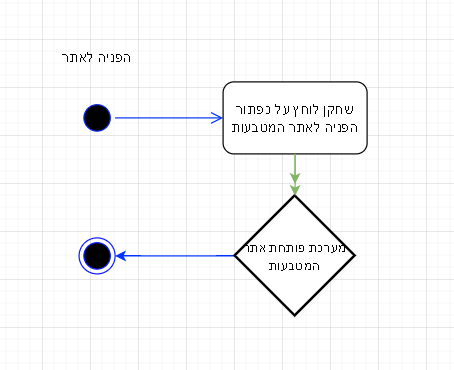 הפניה לאתר
שחקן לוחץ על כפתור
הפניה לאתר המטבעות
מערכת פותחת אתר
המטבעות